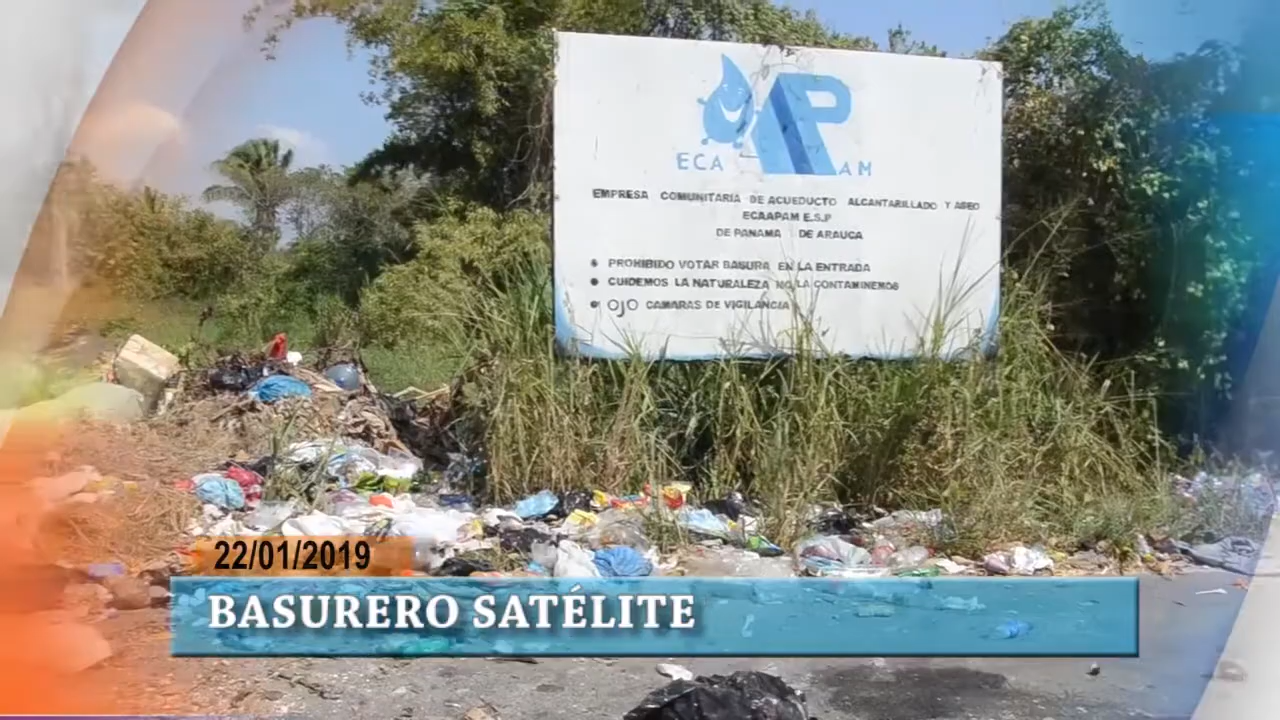 ECA AP AM
EMPRESA COMUNITARIA DE ACUEDUCTO ALCANTARILLADO Y ASEO
ECAAPAM E.S.P
DE PANAMA DE ARAUCA
PROHIBIDO VOTAR BASURA EN LA ENTRADA
CUIDEMOS LA NATURALEZA NO LA CONTAMINEMOS
OJO CAMARAS DE VIGILANCIA
22/01/2019
BASURERO SATÉLITE